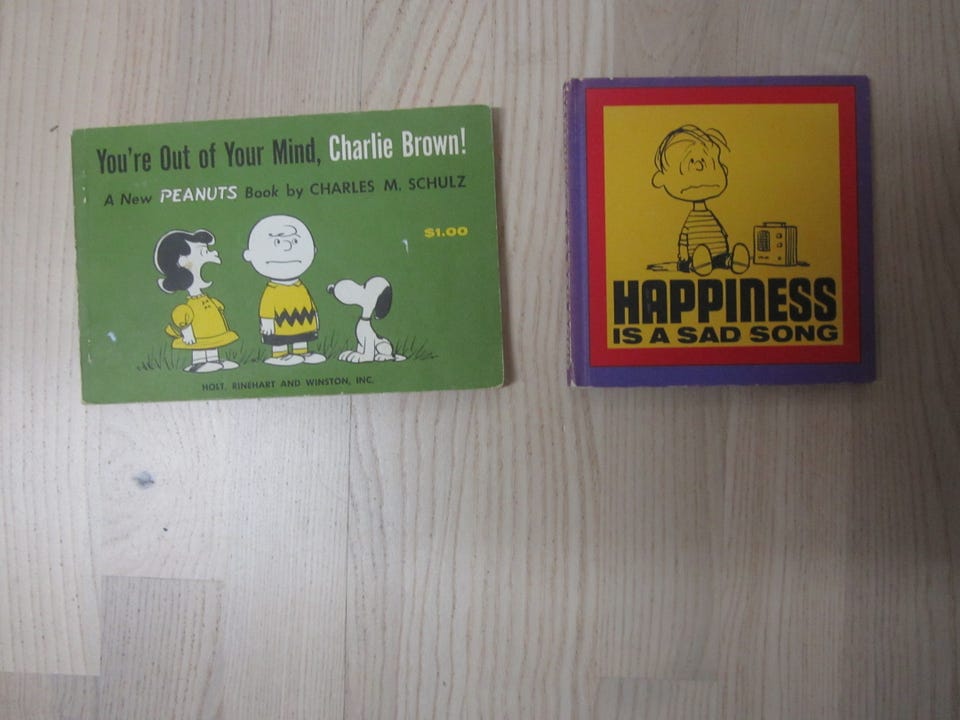 You're Out of Your Mind, Charlie Brown!
A New PEANUTS Book by CHARLES M. SCHULZ
$1.00
HOLT, RINEHART AND WINSTON, INC.
HAPPINESS
IS A SAD SONG